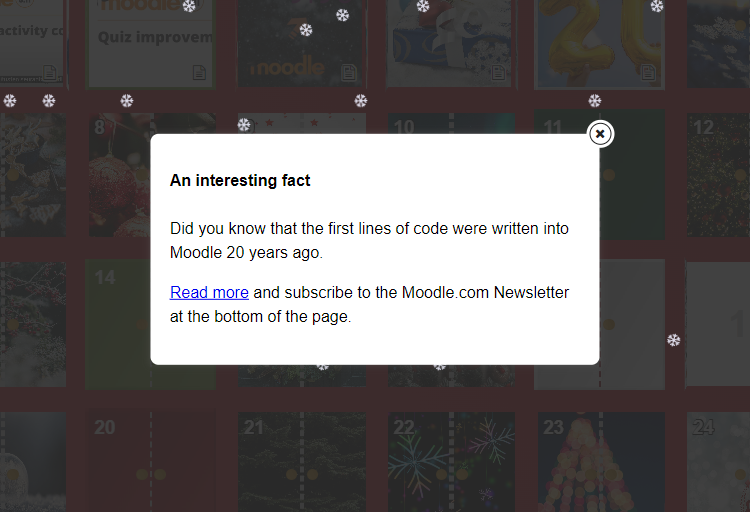 activity co
Quiz improvem
moodle
8
10
11
12
An interesting fact
Did you know that the first lines of code were written into
Moodle 20 years ago.
Read more and subscribe to the Moodle.com Newsletter
at the bottom of the page.
14
20
21
22
23
24